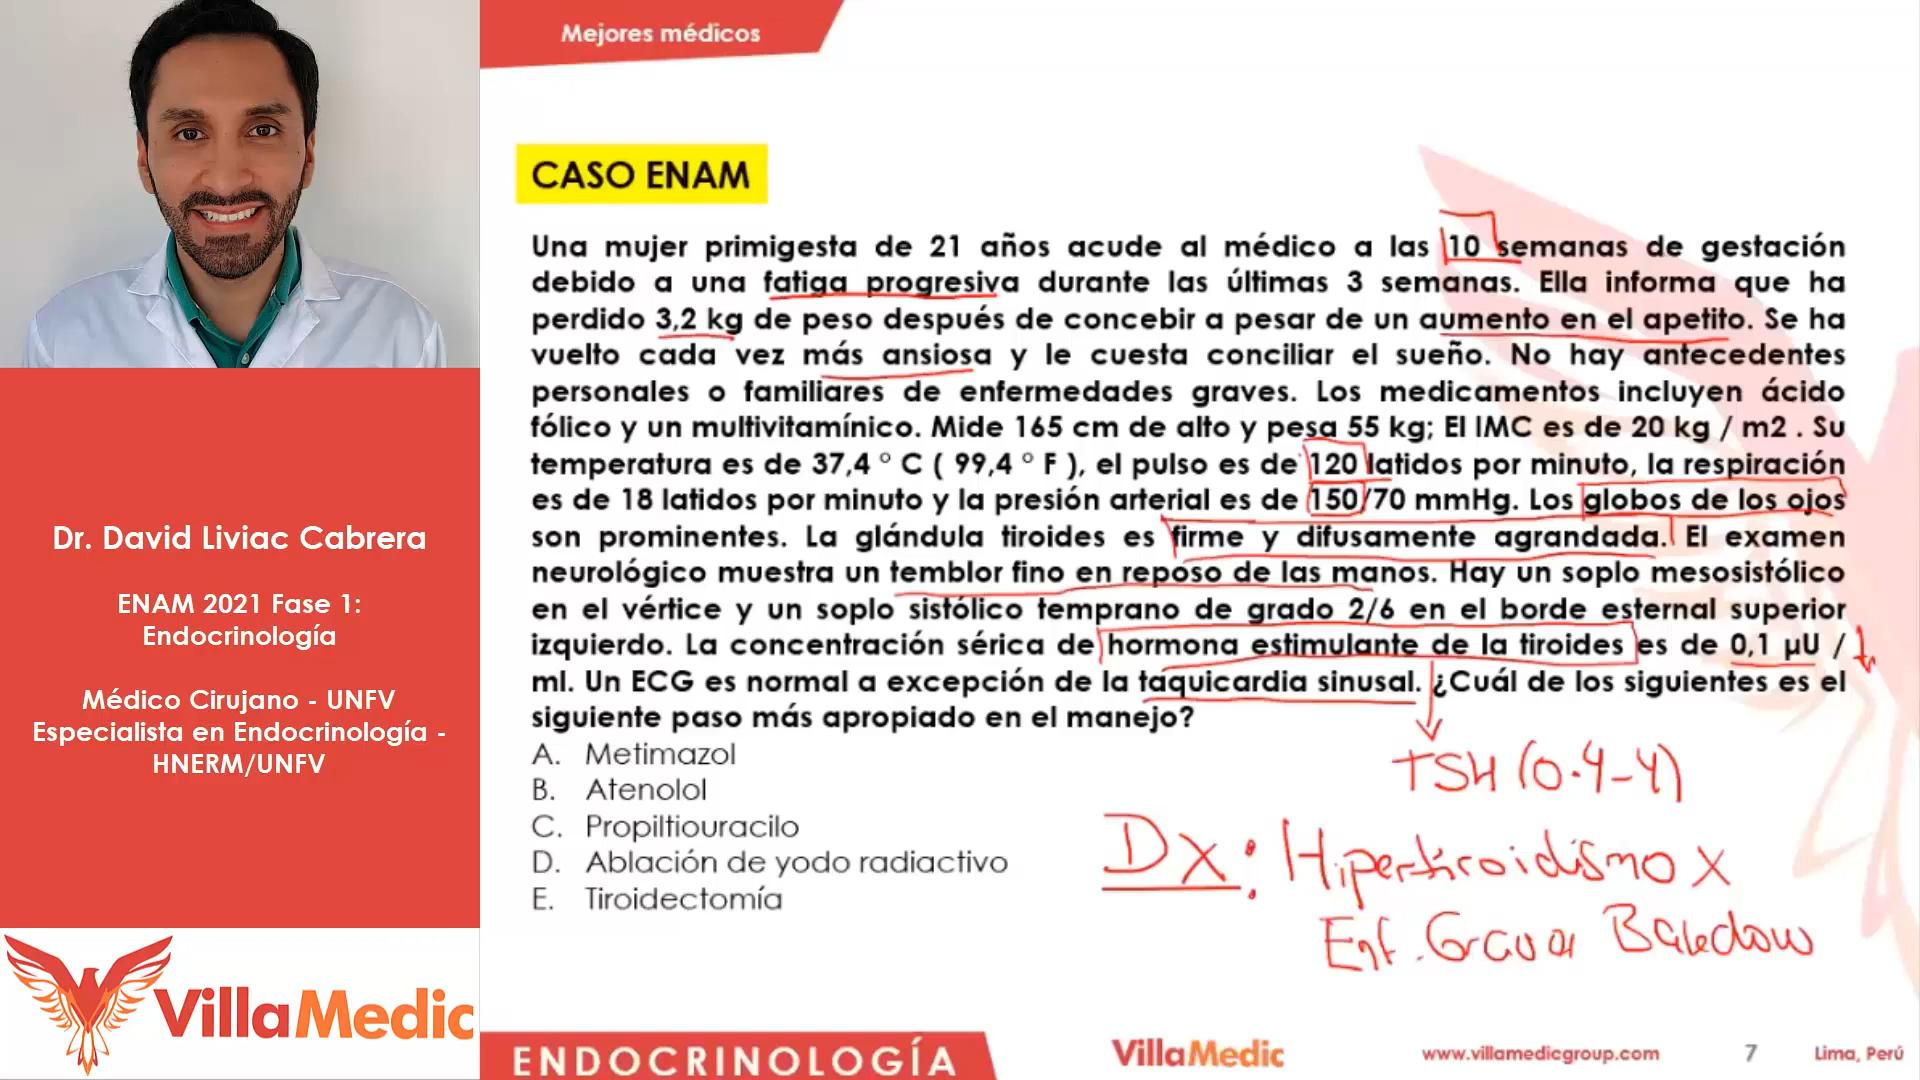 Mejores médicos
CASO ENAM
Una mujer primigesta de 21 años acude al médico a las 10 semanas de gestación
debido a una fatiga progresiva durante las últimas 3 semanas. Ella informa que ha
perdido 3,2 kg de peso después de concebir a pesar de un aumento en el apetito. Se ha
vuelto cada vez más ansiosa y le cuesta conciliar el sueño. No hay antecedentes
personales o familiares de enfermedades graves. Los medicamentos incluyen ácido
fólico y un multivitamínico. Mide 165 cm de alto y pesa 55 kg; El IMC es de 20 kg / m2 . Su
temperatura es de 37,4 ° C ( 99,4 ° F ), el pulso es de 120 latidos por minuto, la respiración
es de 18 latidos por minuto y la presión arterial es de 150/70 mmHg. Los globos de los ojos
son prominentes. La glándula tiroides es firme y difusamente agrandada. El examen
neurológico muestra un temblor fino en reposo de las manos. Hay un soplo mesosistólico
en el vértice y un soplo sistólico temprano de grado 2/6 en el borde esternal superior
izquierdo. La concentración sérica de hormona estimulante de la tiroides es de 0,1 µU /
ml. Un ECG es normal a excepción de la taquicardia sinusal. ¿Cuál de los siguientes es el
siguiente paso más apropiado en el manejo?
A. Metimazol
B. Atenolol
C. Propiltiouracilo
D. Ablación de yodo radiactivo
E. Tiroidectomía
TSH (0.4-4)
Dx: Hipertiroidismo x
Enf. Graves Basedow
Dr. David Liviac Cabrera
ENAM 2021 Fase 1:
Endocrinología
Médico Cirujano - UNFV
Especialista en Endocrinología -
HNERM/UNFV
VillaMedic
ENDOCRINOLOGÍA
VillaMedic
www.villamedicgroup.com
7
Lima, Perú